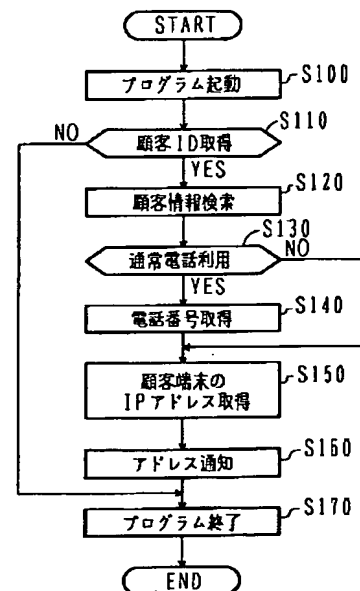 START
プログラム起動
S100
顧客ID取得
S110
NO
YES
顧客情報検索
S120
通常電話利用
S130
NO
YES
電話番号取得
S140
顧客端末の
IPアドレス取得
S150
アドレス通知
S160
プログラム終了
S170
END